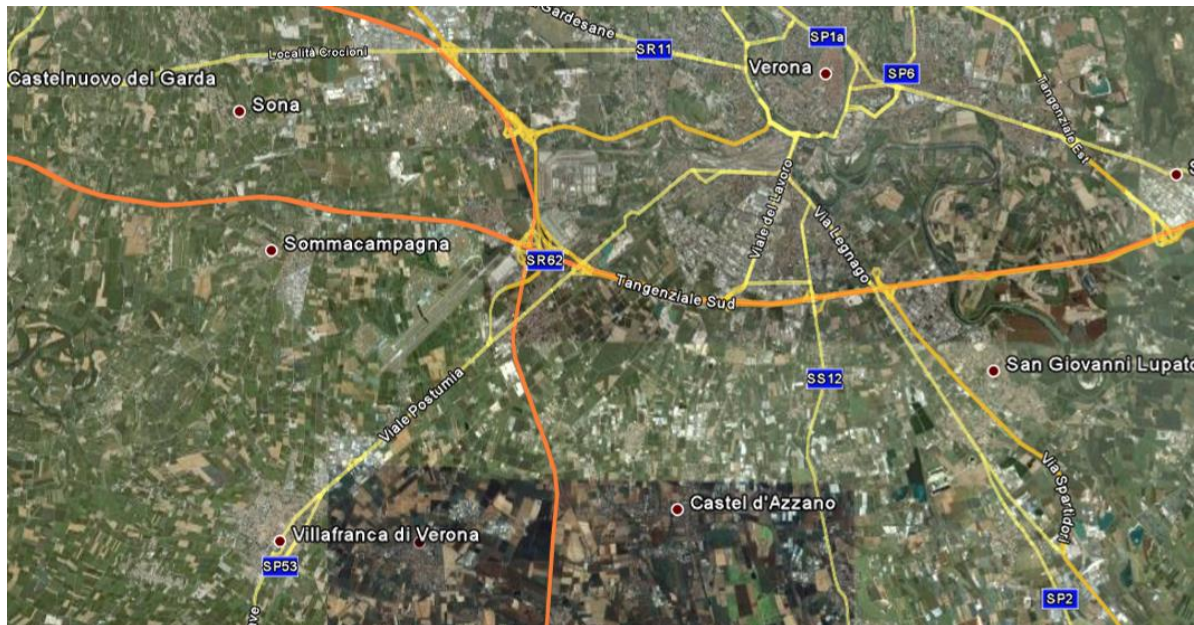 Gardesane
SP1a
SR11
Località Crocioni
Verona
SP6
Castelnuovo del Garda
Sona
Tangenziale Est
S
Viale del Lavoro
Via Legnago
Sommacampagna
SR62
Tangenziale Sud
San Giovanni Lupato
SS12
Viale Postumia
Via Spartidori
Castel d'Azzano
Villafranca di Verona
SP53
SP2
ve